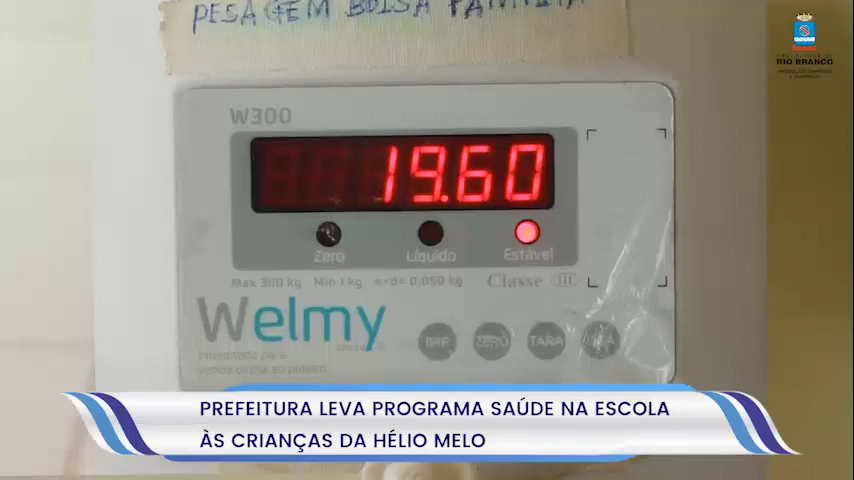 PESAGEM BOLSA FAMILIA
RIO BRANCO
W300
19.60
Zero
Líquido
Estável
Max 300 kg Min 1 kg e=d= 0,050 kg Classe III
Welmy
IMP
ZERO
TARA
PREFEITURA LEVA PROGRAMA SAÚDE NA ESCOLA
ÀS CRIANÇAS DA HÉLIO MELO